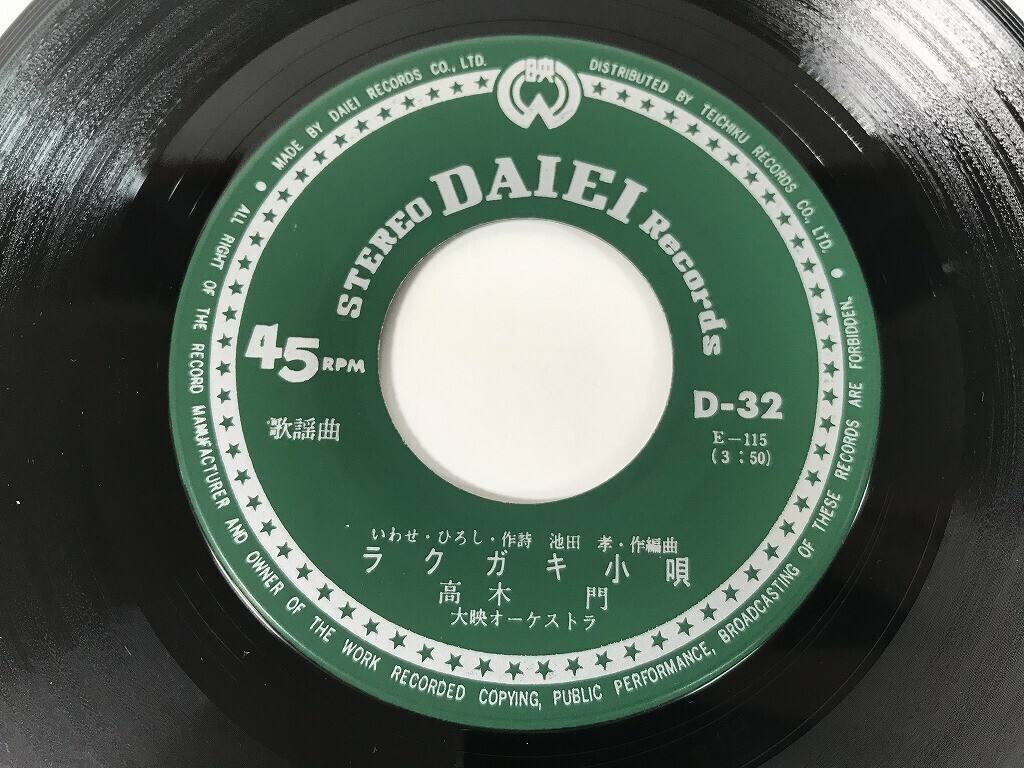 映
MADE BY DAIEI RECORDS CO., LTD.
DISTRIBUTED BY TEICHIKU RECORDS CO., LTD.
STEREO DAIEI Records
45 RPM
歌謡曲
D-32
E-115
(3:50)
いわせ・ひろし・作詩 池田 孝・作編曲
ラクガキ小唄
高木 門
大映オーケストラ
ALL RIGHT OF THE RECORD MANUFACTURER AND OWNER OF THE WORK RECORDED COPYING, PUBLIC PERFORMANCE, BROADCASTING OF THESE RECORDS ARE FORBIDDEN.